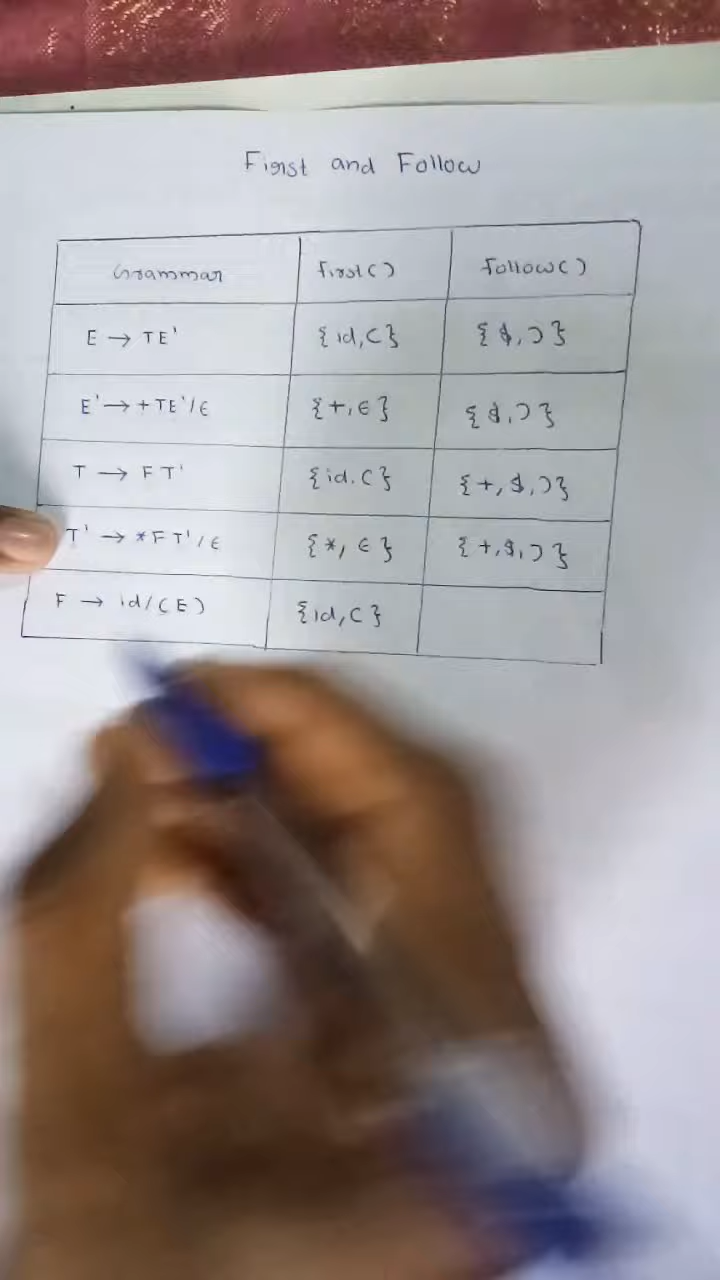 First and Follow
Grammar first() follow()
E → TE' {id,(} {$,)}
E' → +TE'/ϵ {+,ϵ} {$,)}
T → FT' {id,(} {+,$,)}
T' → *FT'/ϵ {*,ϵ} {+,$,)}
F → id/(E) {id,(}